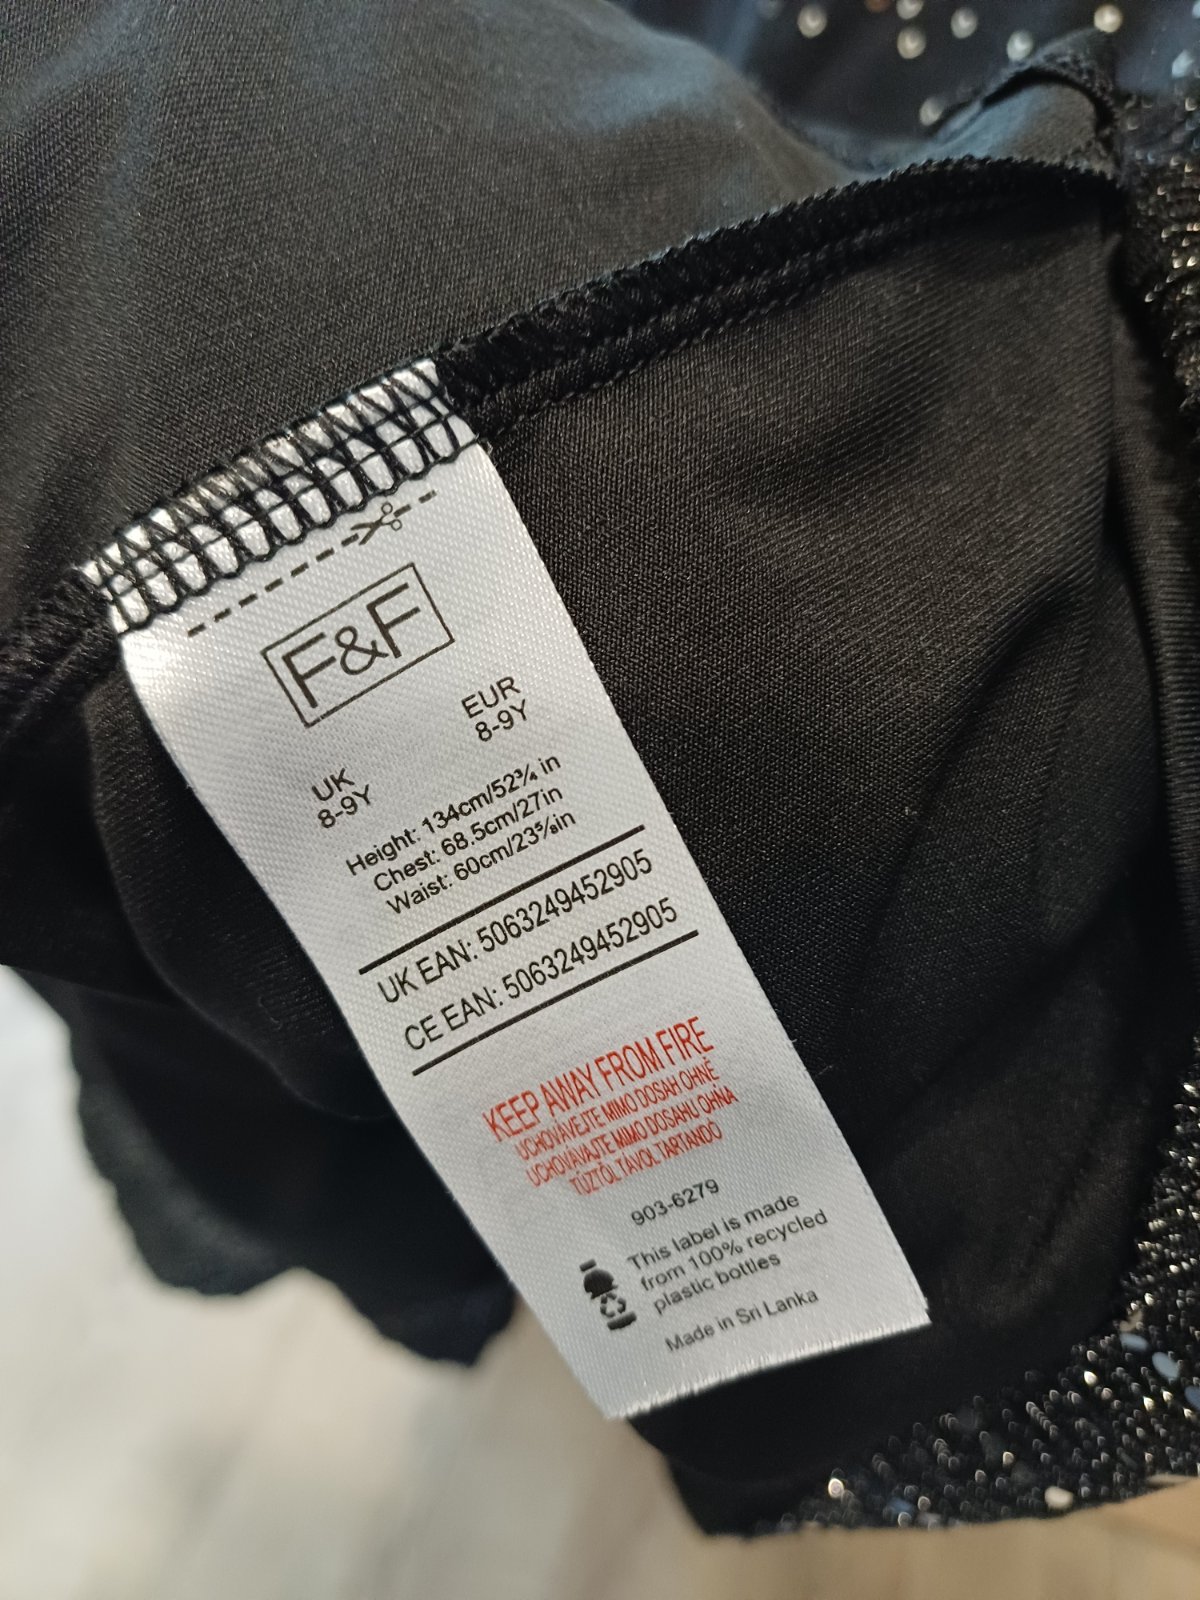 F&F
UK EUR
8-9Y 8-9Y
Height: 134cm/52¾ in
Chest: 68.5cm/27in
Waist: 60cm/23⅝in
UK EAN: 5063249452905
CE EAN: 5063249452905
KEEP AWAY FROM FIRE
UCHOVÁVEJTE MIMO DOSAH OHNĚ
UCHOVÁVAJTE MIMO DOSAHU OHŇA
TŰZTŐL TÁVOL TARTANDÓ
903-6279
This label is made
from 100% recycled
plastic bottles
Made in Sri Lanka